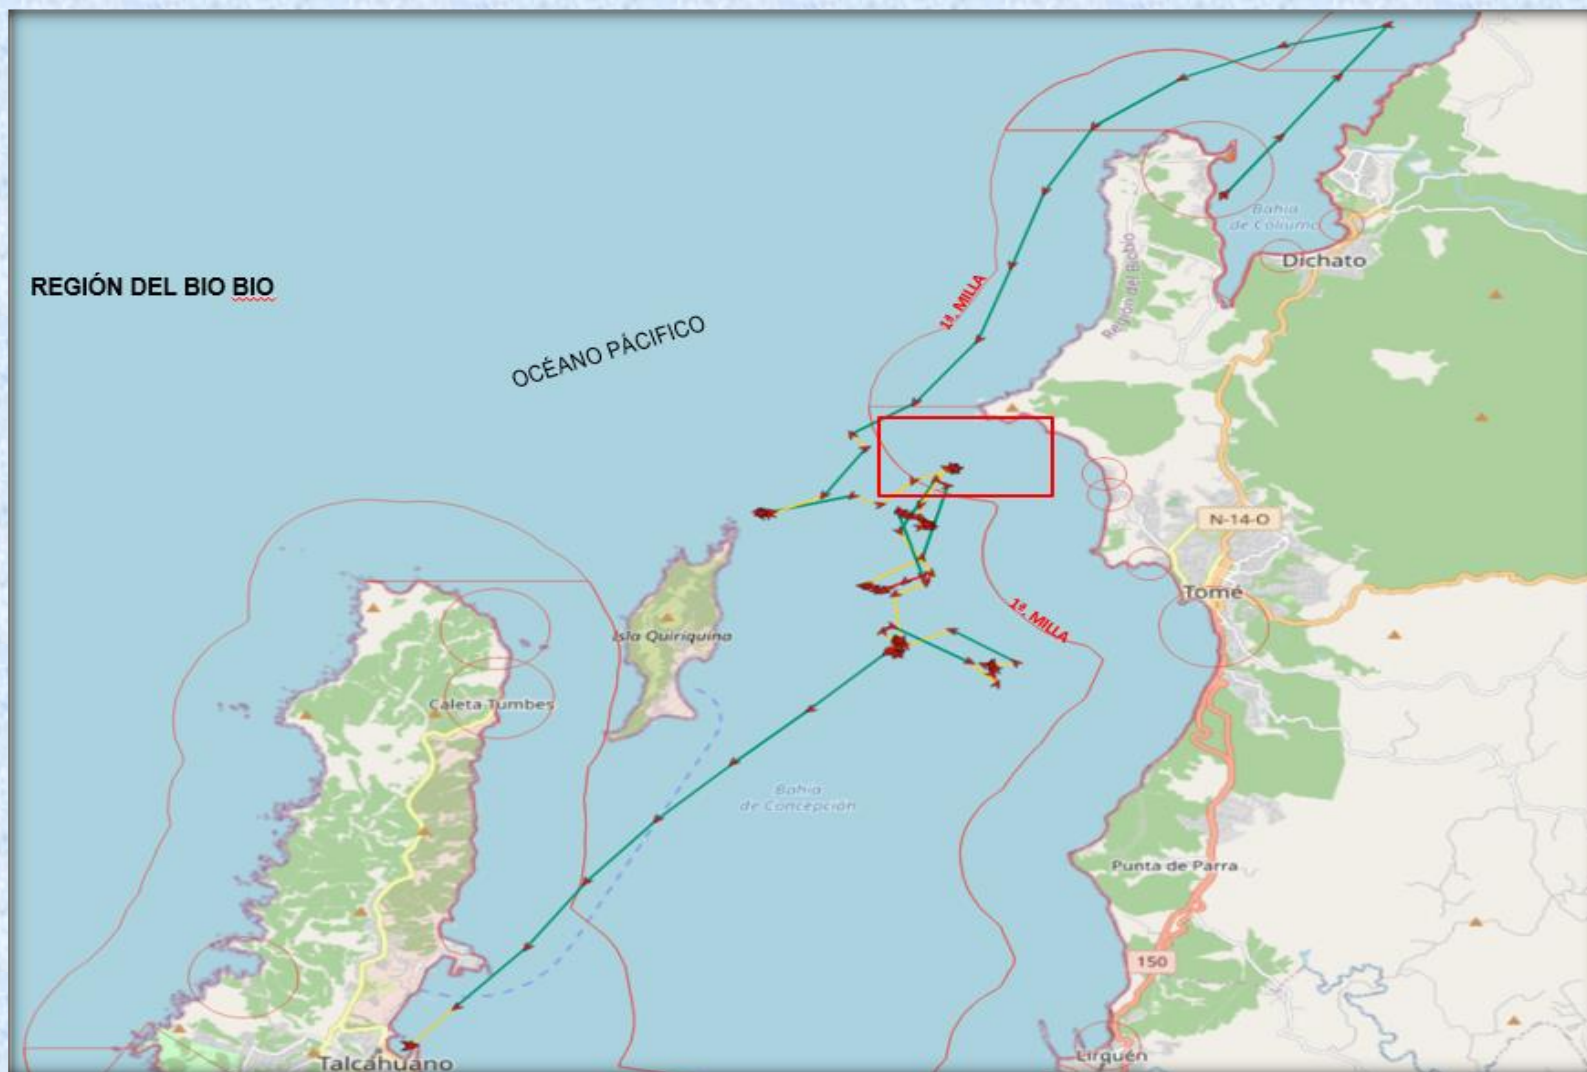 Bahía
de Coliumo
Dichato
Región del Biobío
REGIÓN DEL BIO BIO
1ª. MILLA
OCÉANO PÀCIFICO
N-14-O
Tomé
1ª. MILLA
Isla Quiriquina
Caleta Tumbes
Bahía
de Concepción
Punta de Parra
150
Lirquén
Talcahuano